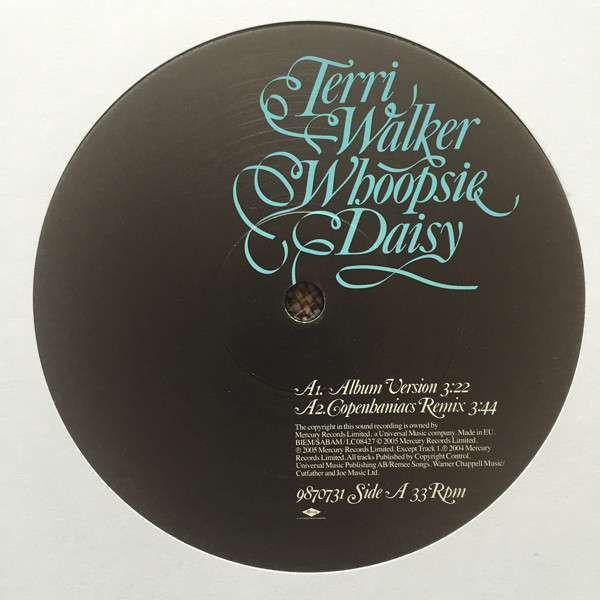 Terri
Walker
Whoopsie
Daisy
A1. Album Version 3:22
A2. Copenhaniacs Remix 3:44
The copyright in this sound recording is owned by
Mercury Records Limited, a Universal Music company. Made in EU.
BIEM/SABAM/LC08427 © 2005 Mercury Records Limited.
℗ 2005 Mercury Records Limited. Except Track 1. ℗ 2004 Mercury
Records Limited. All tracks Published by Copyright Control.
Universal Music Publishing AB/Remee Songs. Warner Chappell Music/
Cutfather and Joe Music Ltd.
9870731 Side A 33 Rpm